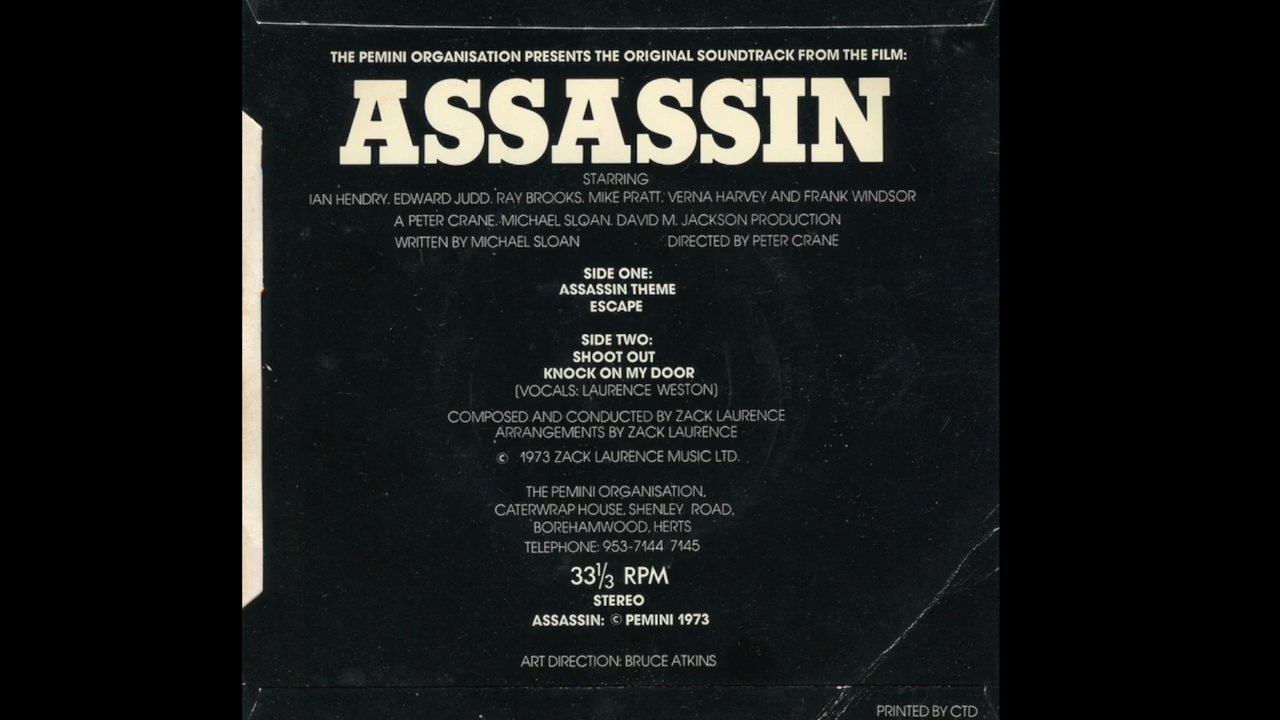 THE PEMINI ORGANISATION PRESENTS THE ORIGINAL SOUNDTRACK FROM THE FILM:
ASSASSIN
STARRING
IAN HENDRY. EDWARD JUDD. RAY BROOKS. MIKE PRATT. VERNA HARVEY AND FRANK WINDSOR
A PETER CRANE. MICHAEL SLOAN. DAVID M. JACKSON PRODUCTION
WRITTEN BY MICHAEL SLOAN DIRECTED BY PETER CRANE
SIDE ONE:
ASSASSIN THEME
ESCAPE
SIDE TWO:
SHOOT OUT
KNOCK ON MY DOOR
(VOCALS: LAURENCE WESTON)
COMPOSED AND CONDUCTED BY ZACK LAURENCE
ARRANGEMENTS BY ZACK LAURENCE
© 1973 ZACK LAURENCE MUSIC LTD.
THE PEMINI ORGANISATION,
CATERWRAP HOUSE, SHENLEY ROAD,
BOREHAMWOOD, HERTS
TELEPHONE: 953-7144 7145
33⅓ RPM
STEREO
ASSASSIN: © PEMINI 1973
ART DIRECTION: BRUCE ATKINS
PRINTED BY CTD